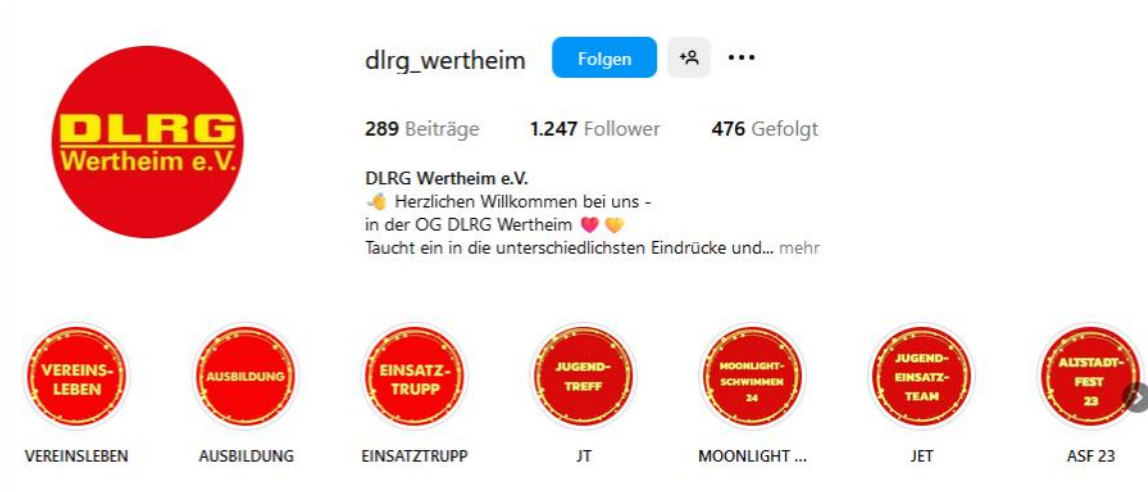 DLRG
Wertheim e.V.
dlrg_wertheim Folgen
289 Beiträge 1.247 Follower 476 Gefolgt
DLRG Wertheim e.V.
👋 Herzlichen Willkommen bei uns -
in der OG DLRG Wertheim ❤️ 🧡
Taucht ein in die unterschiedlichsten Eindrücke und... mehr
VEREINS-
LEBEN
AUSBILDUNG
EINSATZ-
TRUPP
JUGEND-
TREFF
MOONLIGHT-
SCHWIMMEN
24
JUGEND-
EINSATZ-
TEAM
ALTSTADT-
FEST
23
VEREINSLEBEN AUSBILDUNG EINSATZTRUPP JT MOONLIGHT ... JET ASF 23